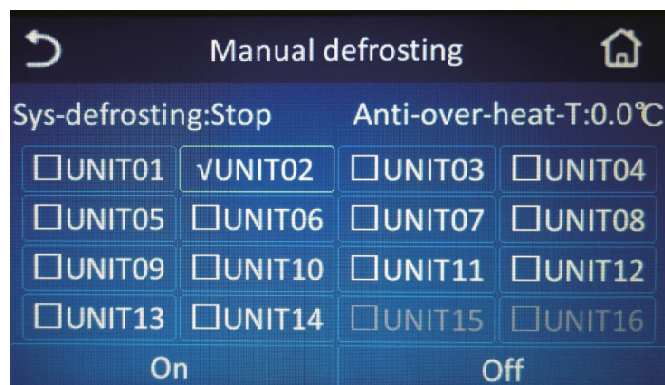 Manual defrosting
Sys-defrosting:Stop Anti-over-heat-T:0.0℃
☐UNIT01 √UNIT02 ☐UNIT03 ☐UNIT04
☐UNIT05 ☐UNIT06 ☐UNIT07 ☐UNIT08
☐UNIT09 ☐UNIT10 ☐UNIT11 ☐UNIT12
☐UNIT13 ☐UNIT14 ☐UNIT15 ☐UNIT16
On Off